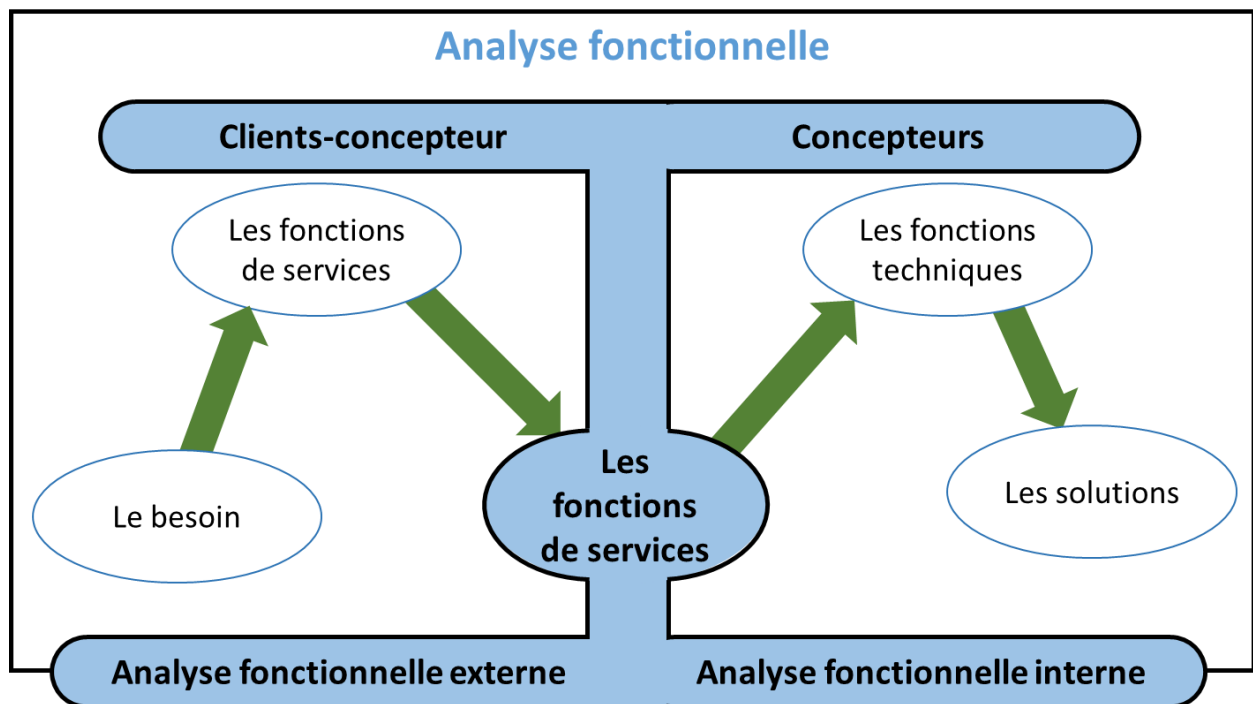 Analyse fonctionnelle
Clients-concepteur
Concepteurs
Les fonctions
de services
Les fonctions
techniques
Le besoin
Les
fonctions
de services
Les solutions
Analyse fonctionnelle externe
Analyse fonctionnelle interne